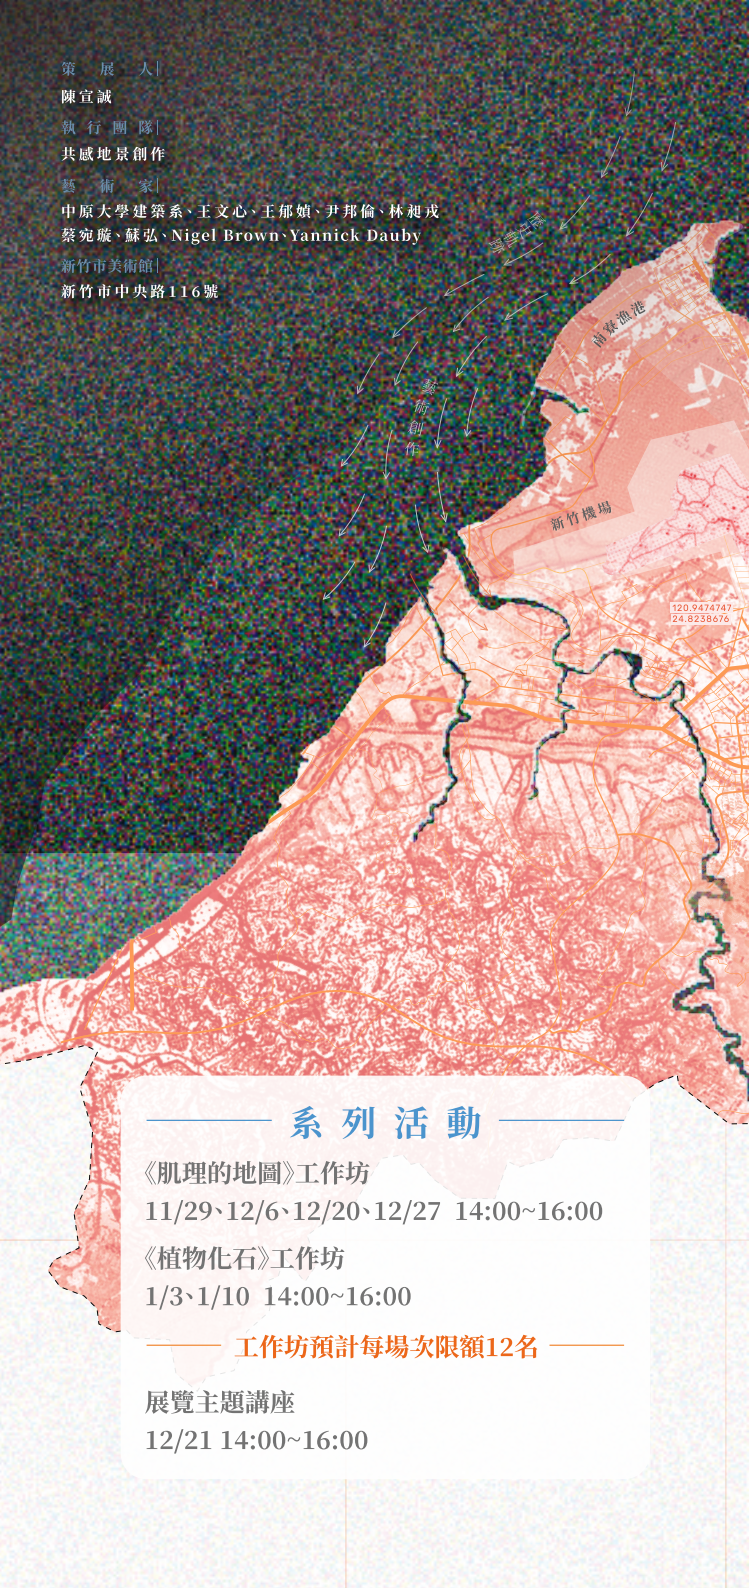 策展人|
陳宣誠
執行團隊|
共感地景創作
藝術家|
中原大學建築系、王文心、王郁媜、尹邦倫、林昶戎
蔡宛璇、蘇弘、Nigel Brown、Yannick Dauby
新竹市美術館|
新竹市中央路116號
南寮漁港
藝術創作
新竹機場
120.9474747
24.8238676
系列活動
《肌理的地圖》工作坊
11/29、12/6、12/20、12/27 14:00~16:00
《植物化石》工作坊
1/3、1/10 14:00~16:00
工作坊預計每場次限額12名
展覽主題講座
12/21 14:00~16:00